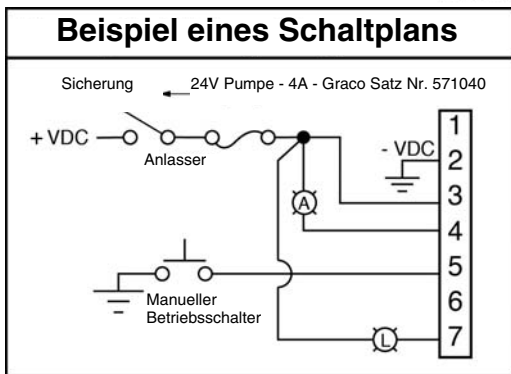 Beispiel eines Schaltplans
Sicherung 24V Pumpe - 4A - Graco Satz Nr. 571040
+ VDC
Anlasser
- VDC
A
Manueller
Betriebsschalter
L
1
2
3
4
5
6
7